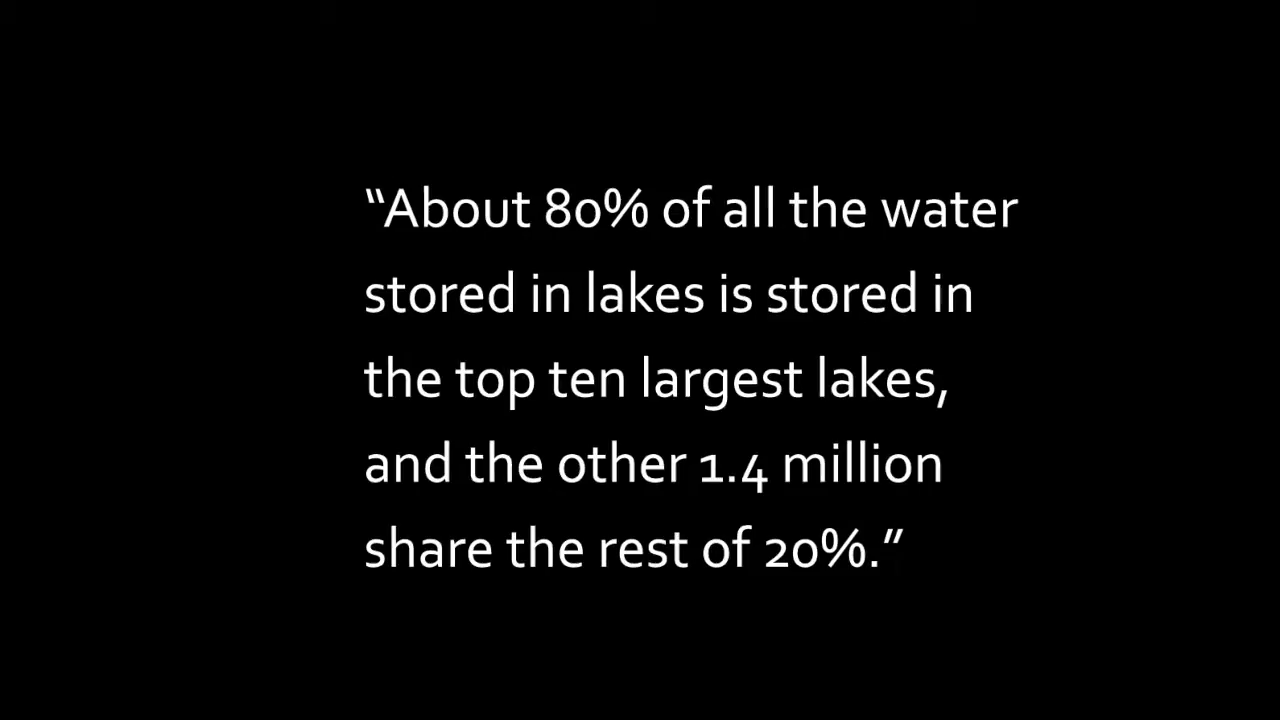 “About 80% of all the water
stored in lakes is stored in
the top ten largest lakes,
and the other 1.4 million
share the rest of 20%.”